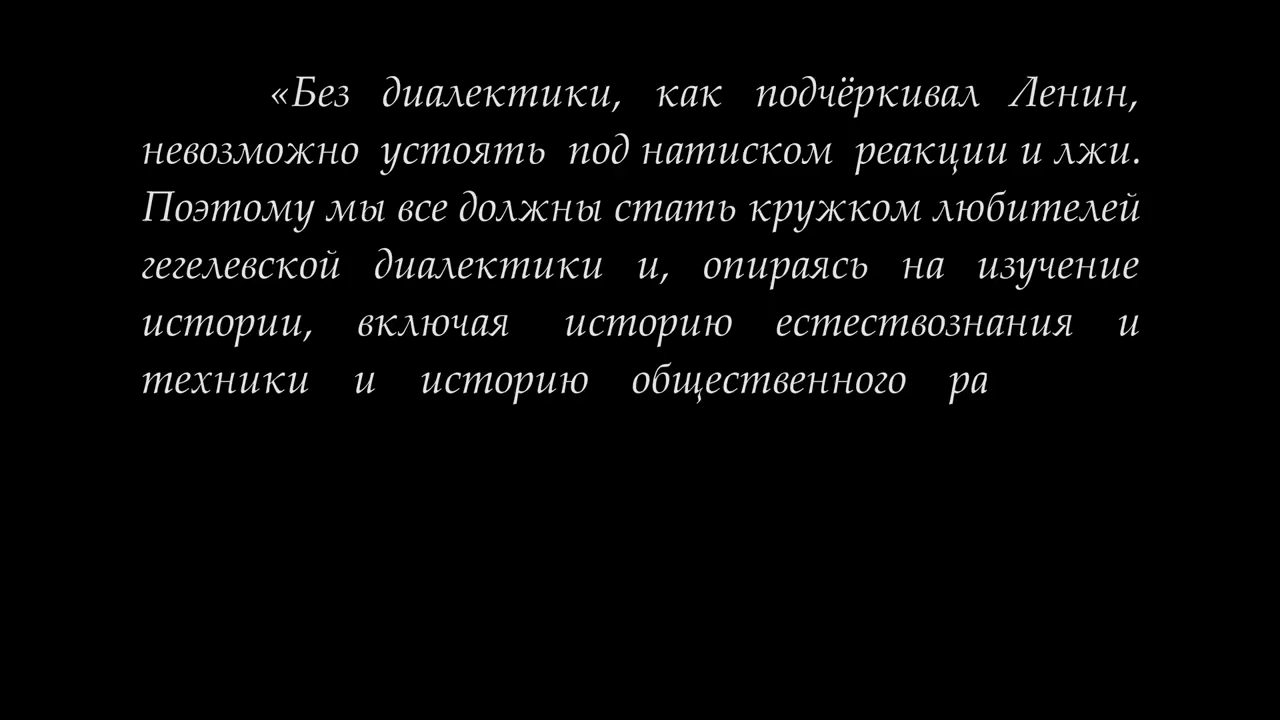 «Без диалектики, как подчёркивал Ленин,
невозможно устоять под натиском реакции и лжи.
Поэтому мы все должны стать кружком любителей
гегелевской диалектики и, опираясь на изучение
истории, включая историю естествознания и
техники и историю общественного ра